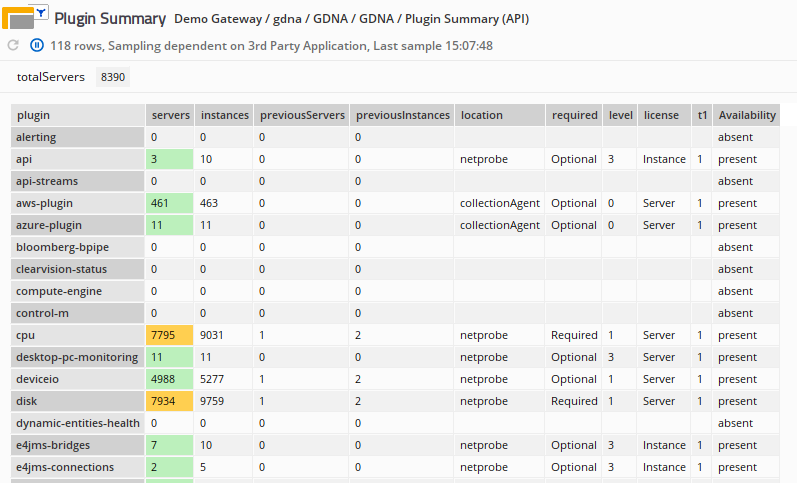 Plugin Summary Demo Gateway / gdna / GDNA / GDNA / Plugin Summary (API)
118 rows, Sampling dependent on 3rd Party Application, Last sample 15:07:48
totalServers 8390
plugin servers instances previousServers previousInstances location required level license t1 Availability
alerting 0 0 0 0 absent
api 3 10 0 0 netprobe Optional 3 Instance 1 present
api-streams 0 0 0 0 absent
aws-plugin 461 463 0 0 collectionAgent Optional 0 Server 1 present
azure-plugin 11 11 0 0 collectionAgent Optional 0 Server 1 present
bloomberg-bpipe 0 0 0 0 absent
clearvision-status 0 0 0 0 absent
compute-engine 0 0 0 0 absent
control-m 0 0 0 0 absent
cpu 7795 9031 1 2 netprobe Required 1 Server 1 present
desktop-pc-monitoring 11 11 0 0 netprobe Optional 3 Server 1 present
deviceio 4988 5277 1 2 netprobe Optional 1 Server 1 present
disk 7934 9759 1 2 netprobe Required 1 Server 1 present
dynamic-entities-health 0 0 0 0 absent
e4jms-bridges 7 10 0 0 netprobe Optional 3 Instance 1 present
e4jms-connections 2 5 0 0 netprobe Optional 3 Instance 1 present